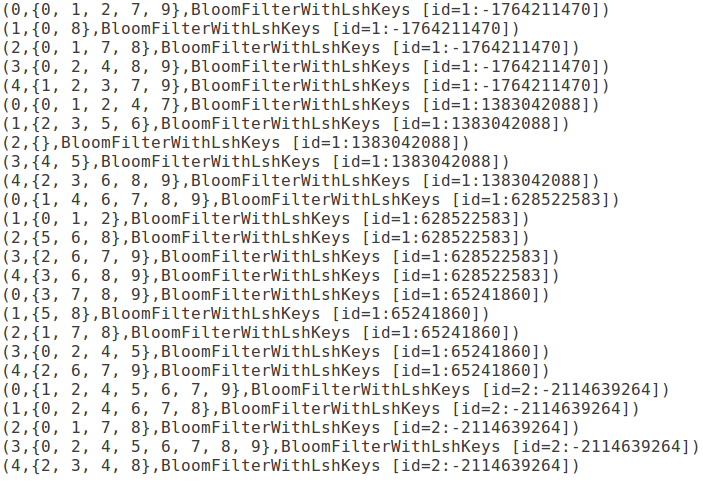 (0,{0, 1, 2, 7, 9},BloomFilterWithLshKeys [id=1:-1764211470])
(1,{0, 8},BloomFilterWithLshKeys [id=1:-1764211470])
(2,{0, 1, 7, 8},BloomFilterWithLshKeys [id=1:-1764211470])
(3,{0, 2, 4, 8, 9},BloomFilterWithLshKeys [id=1:-1764211470])
(4,{1, 2, 3, 7, 9},BloomFilterWithLshKeys [id=1:-1764211470])
(0,{0, 1, 2, 4, 7},BloomFilterWithLshKeys [id=1:1383042088])
(1,{2, 3, 5, 6},BloomFilterWithLshKeys [id=1:1383042088])
(2,{},BloomFilterWithLshKeys [id=1:1383042088])
(3,{4, 5},BloomFilterWithLshKeys [id=1:1383042088])
(4,{2, 3, 6, 8, 9},BloomFilterWithLshKeys [id=1:1383042088])
(0,{1, 4, 6, 7, 8, 9},BloomFilterWithLshKeys [id=1:628522583])
(1,{0, 1, 2},BloomFilterWithLshKeys [id=1:628522583])
(2,{5, 6, 8},BloomFilterWithLshKeys [id=1:628522583])
(3,{2, 6, 7, 9},BloomFilterWithLshKeys [id=1:628522583])
(4,{3, 6, 8, 9},BloomFilterWithLshKeys [id=1:628522583])
(0,{3, 7, 8, 9},BloomFilterWithLshKeys [id=1:65241860])
(1,{5, 8},BloomFilterWithLshKeys [id=1:65241860])
(2,{1, 7, 8},BloomFilterWithLshKeys [id=1:65241860])
(3,{0, 2, 4, 5},BloomFilterWithLshKeys [id=1:65241860])
(4,{2, 6, 7, 9},BloomFilterWithLshKeys [id=1:65241860])
(0,{1, 2, 4, 5, 6, 7, 9},BloomFilterWithLshKeys [id=2:-2114639264])
(1,{0, 2, 4, 6, 7, 8},BloomFilterWithLshKeys [id=2:-2114639264])
(2,{0, 1, 7, 8},BloomFilterWithLshKeys [id=2:-2114639264])
(3,{0, 2, 4, 5, 6, 7, 8, 9},BloomFilterWithLshKeys [id=2:-2114639264])
(4,{2, 3, 4, 8},BloomFilterWithLshKeys [id=2:-2114639264])